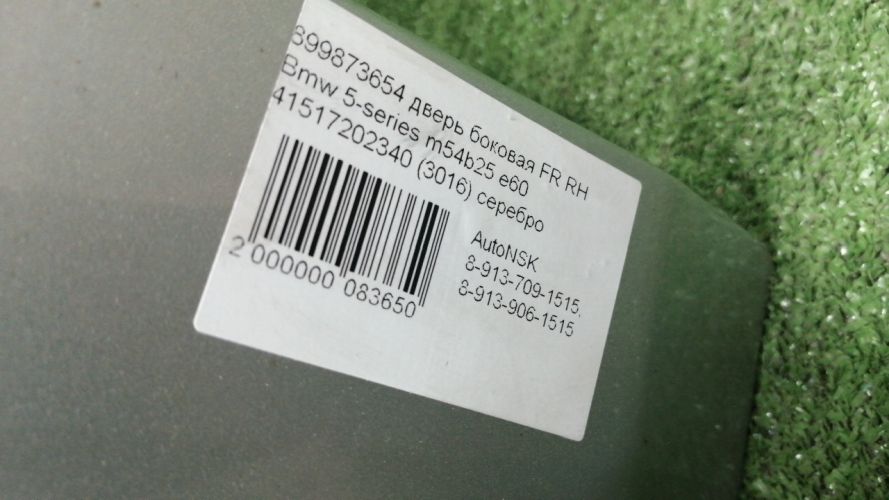 899873654 дверь боковая FR RH
Bmw 5-series m54b25 e60
41517202340 (3016) серебро
AutoNSK
8-913-709-1515,
8-913-906-1515
2 000000 083650